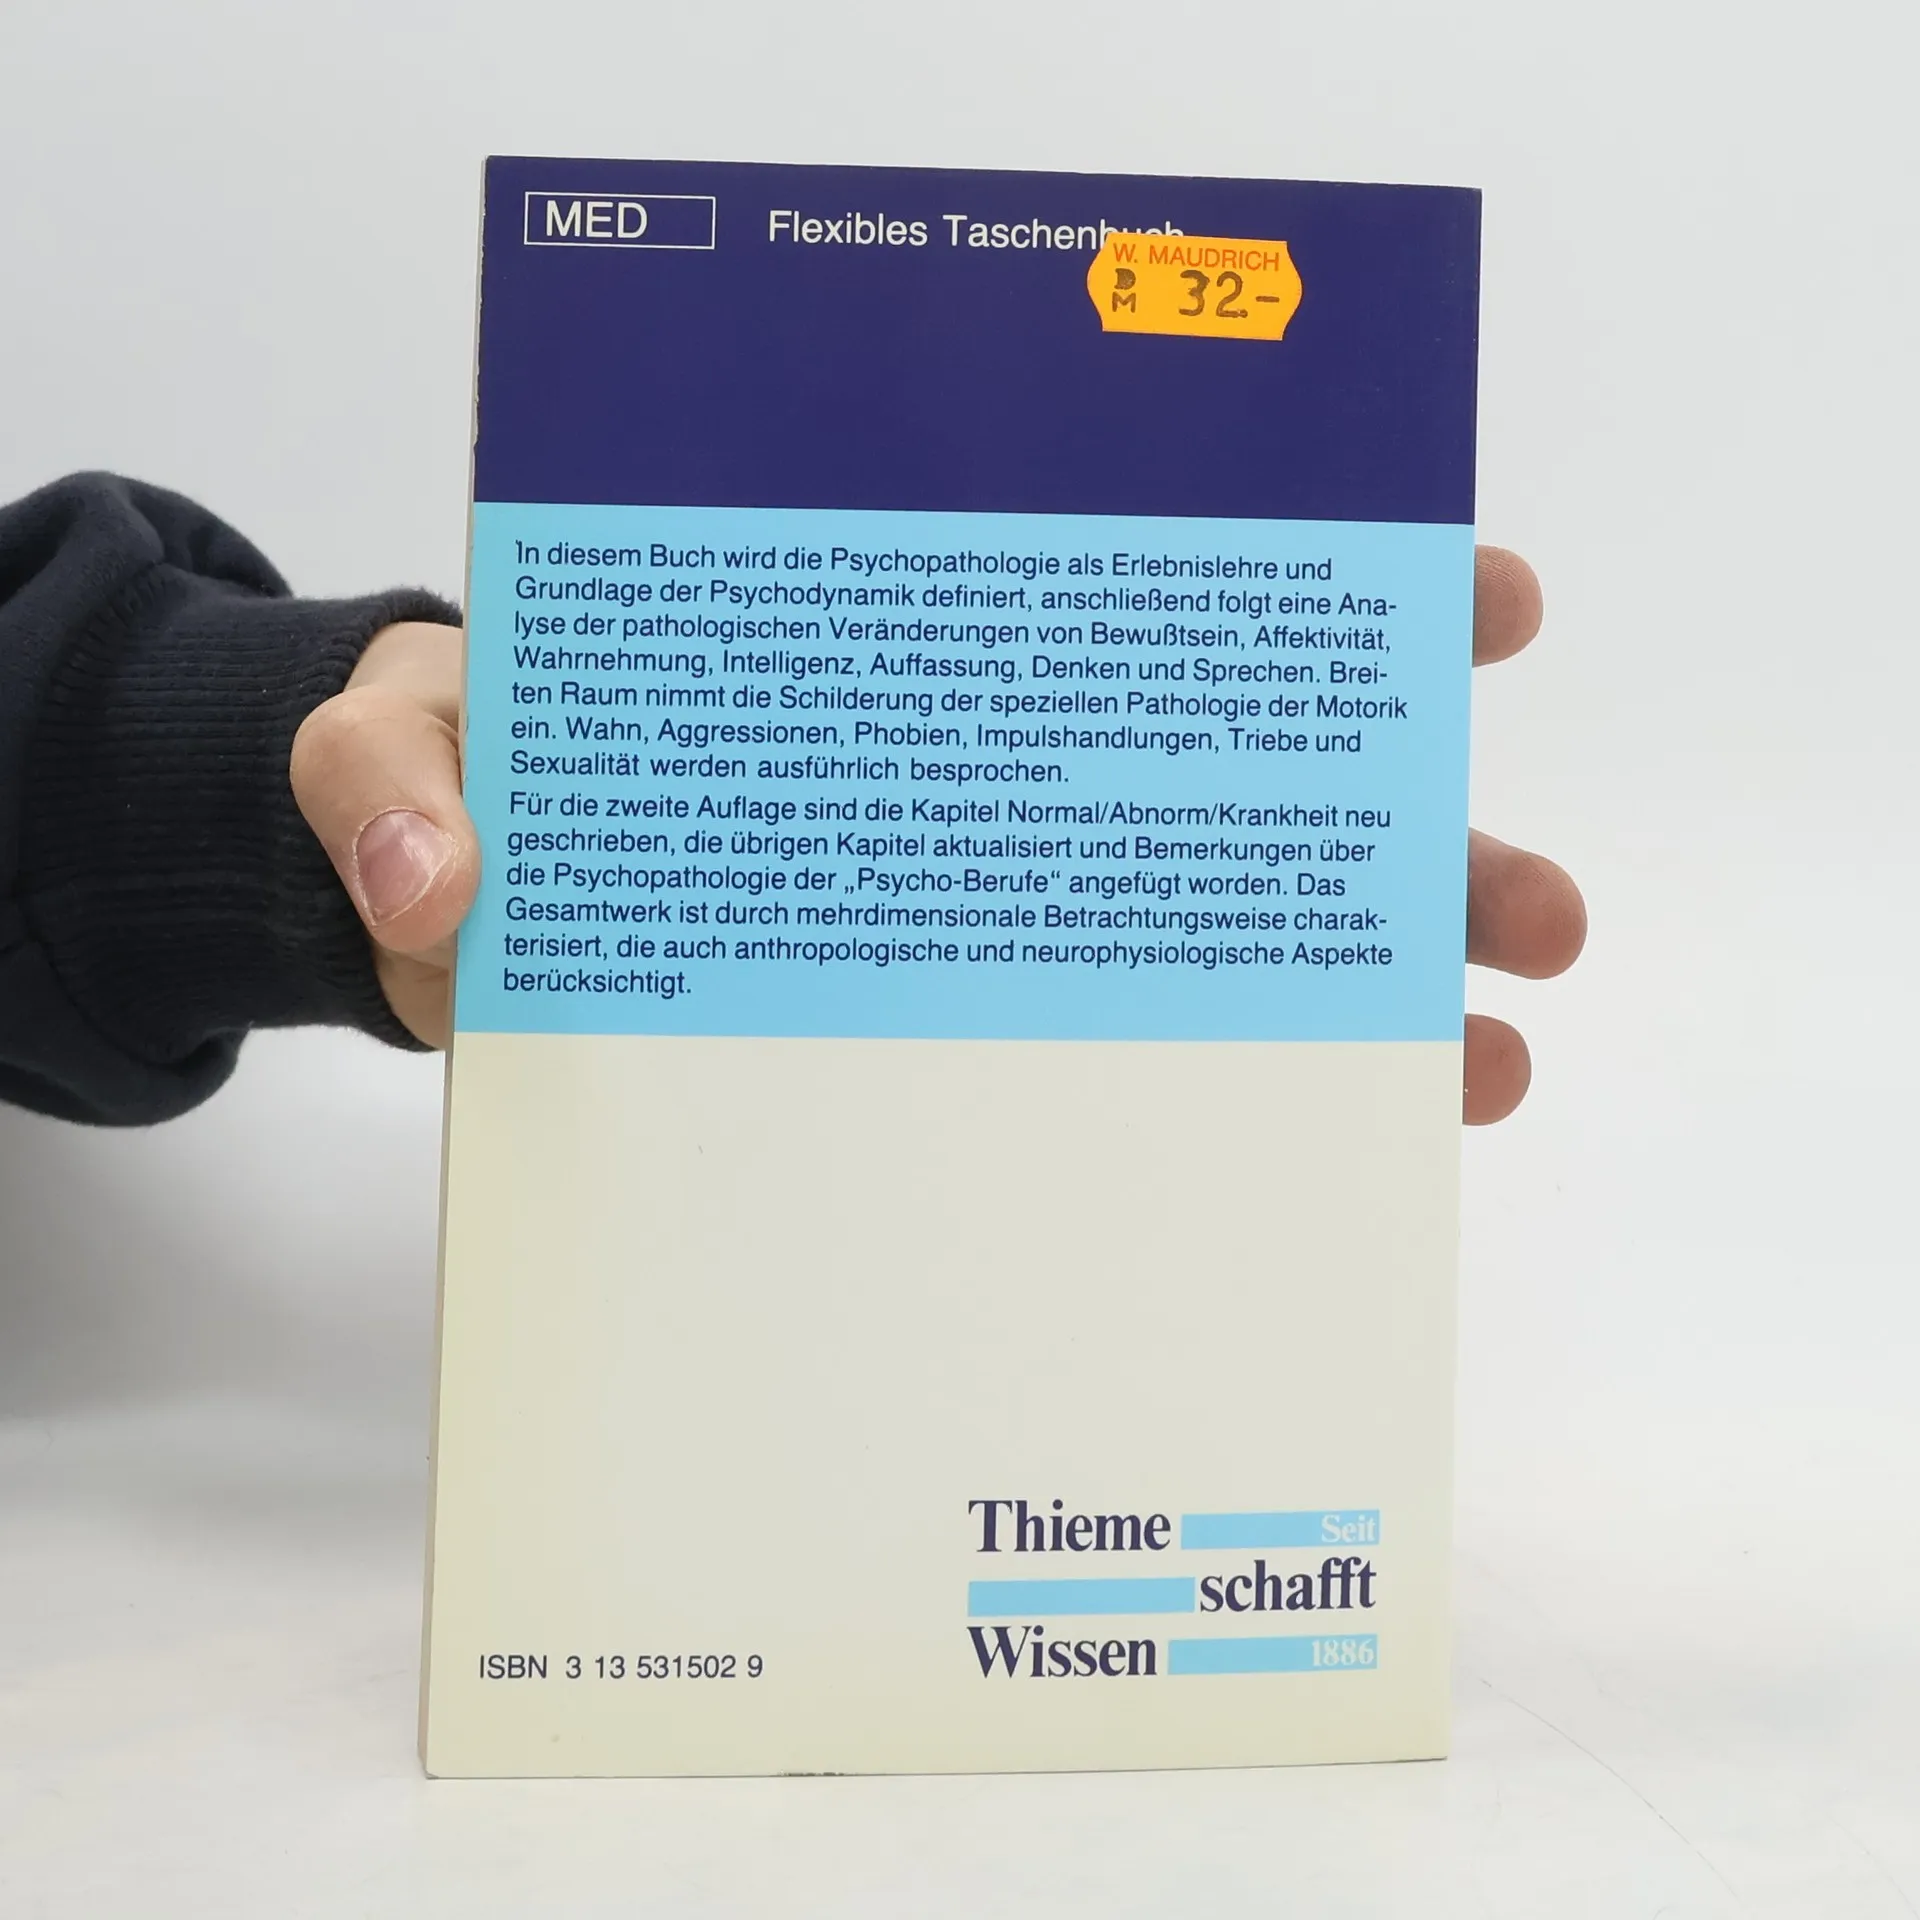 MED
Flexibles Taschenbuch
W. MAUDRICH
DM 32.-
In diesem Buch wird die Psychopathologie als Erlebnislehre und
Grundlage der Psychodynamik definiert, anschließend folgt eine Ana-
lyse der pathologischen Veränderungen von Bewußtsein, Affektivität,
Wahrnehmung, Intelligenz, Auffassung, Denken und Sprechen. Brei-
ten Raum nimmt die Schilderung der speziellen Pathologie der Motorik
ein. Wahn, Aggressionen, Phobien, Impulshandlungen, Triebe und
Sexualität werden ausführlich besprochen.
Für die zweite Auflage sind die Kapitel Normal/Abnorm/Krankheit neu
geschrieben, die übrigen Kapitel aktualisiert und Bemerkungen über
die Psychopathologie der „Psycho-Berufe“ angefügt worden. Das
Gesamtwerk ist durch mehrdimensionale Betrachtungsweise charak-
terisiert, die auch anthropologische und neurophysiologische Aspekte
berücksichtigt.
Thieme Seit
schafft
Wissen 1886
ISBN 3 13 531502 9